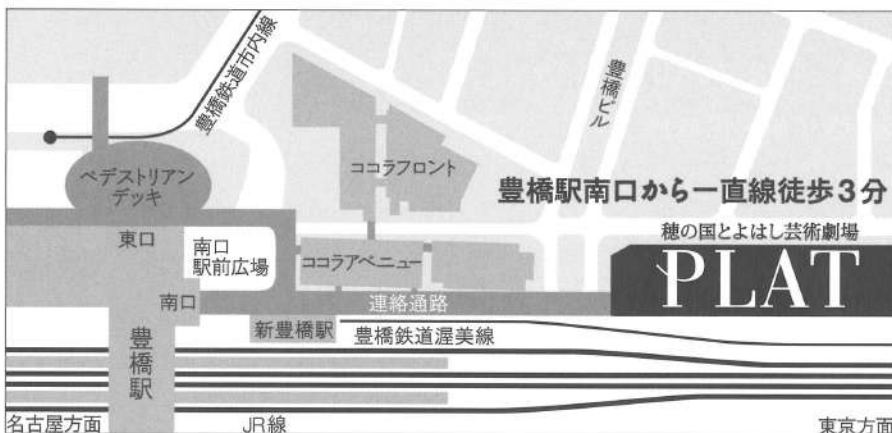 豊橋鉄道市内線
豊橋ビル
ペデストリアン
デッキ
ココラフロント
豊橋駅南口から一直線徒歩3分
東口
南口
駅前広場
ココラアベニュー
穂の国とよはし芸術劇場
PLAT
南口
連絡通路
新豊橋駅
豊橋鉄道渥美線
豊橋駅
名古屋方面
JR線
東京方面